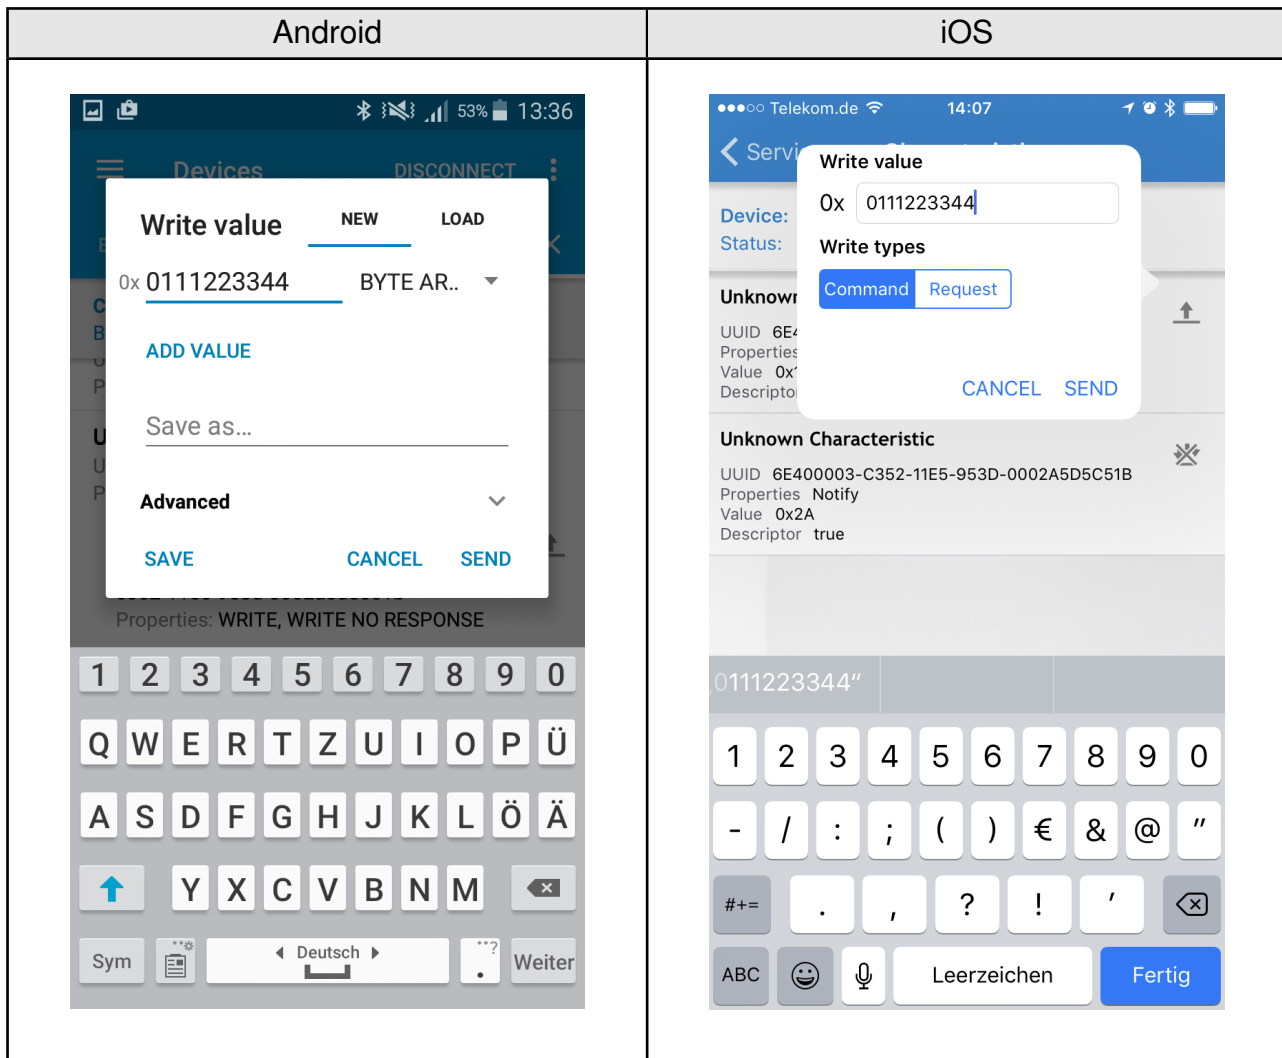 Android
iOS
53% 13:36
Devices DISCONNECT
Write value NEW LOAD
0x 0111223344 BYTE AR..
ADD VALUE
Save as...
Advanced
SAVE CANCEL SEND
Properties: WRITE, WRITE NO RESPONSE
1 2 3 4 5 6 7 8 9 0
Q W E R T Z U I O P Ü
A S D F G H J K L Ö Ä
Y X C V B N M
Sym Deutsch . Weiter
Telekom.de 14:07
Servi
Write value
0x 0111223344
Device:
Status:
Write types
Command Request
Unknown
UUID 6E4
Properties
Value 0x1
Descripto
CANCEL SEND
Unknown Characteristic
UUID 6E400003-C352-11E5-953D-0002A5D5C51B
Properties Notify
Value 0x2A
Descriptor true
„0111223344“
1 2 3 4 5 6 7 8 9 0
- / : ; ( ) € & @ "
#+= . , ? ! '
ABC Leerzeichen Fertig